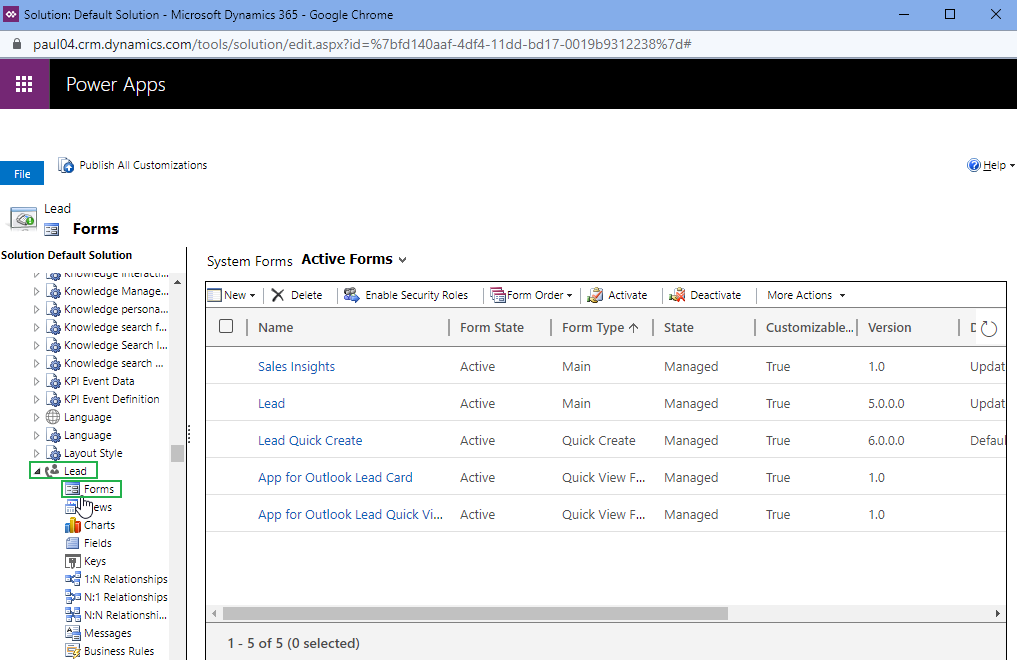 Solution: Default Solution - Microsoft Dynamics 365 - Google Chrome
paul04.crm.dynamics.com/tools/solution/edit.aspx?id=%7bfd140aaf-4df4-11dd-bd17-0019b9312238%7d#
Power Apps
File
Publish All Customizations
Help
Lead
Forms
Solution Default Solution
Knowledge Interacti...
Knowledge Manage...
Knowledge persona...
Knowledge search f...
Knowledge Search I...
Knowledge search ...
KPI Event Data
KPI Event Definition
Language
Language
Layout Style
Lead
Forms
Charts
Fields
Keys
1:N Relationships
N:1 Relationships
N:N Relationshi...
Messages
Business Rules
System Forms Active Forms
New Delete Enable Security Roles Form Order Activate Deactivate More Actions
Name Form State Form Type State Customizable... Version
Sales Insights Active Main Managed True 1.0 Updat
Lead Active Main Managed True 5.0.0.0 Updat
Lead Quick Create Active Quick Create Managed True 6.0.0.0 Defaul
App for Outlook Lead Card Active Quick View F... Managed True 1.0
App for Outlook Lead Quick Vi... Active Quick View F... Managed True 1.0
1 - 5 of 5 (0 selected)